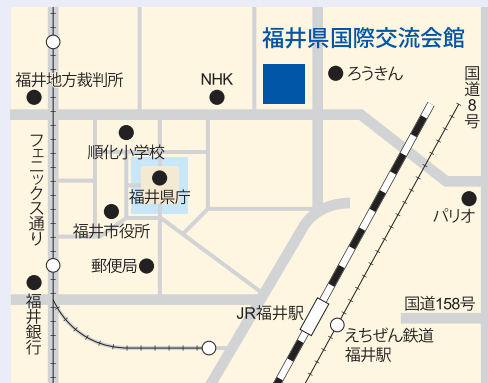 福井県国際交流会館
福井地方裁判所
NHK
ろうきん
国道8号
順化小学校
フェニックス通り
福井県庁
パリオ
福井市役所
郵便局
福井銀行
JR福井駅
国道158号
えちぜん鉄道
福井駅